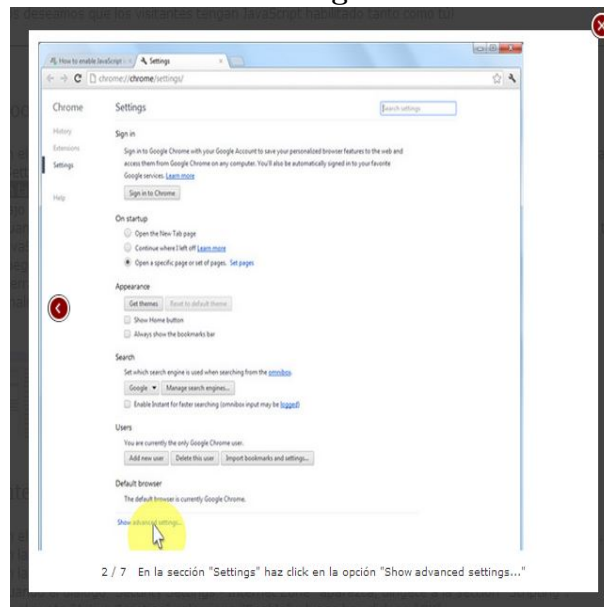 s deseamos que los visitantes tengan JavaScript habilitado tanto como tú)
How to enable JavaScript
Settings
chrome://chrome/settings/
Chrome
Settings
Search settings
History
Extensions
Settings
Help
Sign in
Sign in to Google Chrome with your Google Account to save your personalized browser features to the web and
access them from Google Chrome on any computer. You'll also be automatically signed in to your favorite
Google services. Learn more
Sign in to Chrome
On startup
Open the New Tab page
Continue where I left off Learn more
Open a specific page or set of pages. Set pages
Appearance
Get themes Reset to default theme
Show Home button
Always show the bookmarks bar
Search
Set which search engine is used when searching from the omnibox.
Google Manage search engines...
Enable Instant for faster searching (omnibox input may be logged)
Users
You are currently the only Google Chrome user.
Add new user Delete this user Import bookmarks and settings...
Default browser
The default browser is currently Google Chrome.
Show advanced settings...
2 / 7 En la sección "Settings" haz click en la opción "Show advanced settings..."